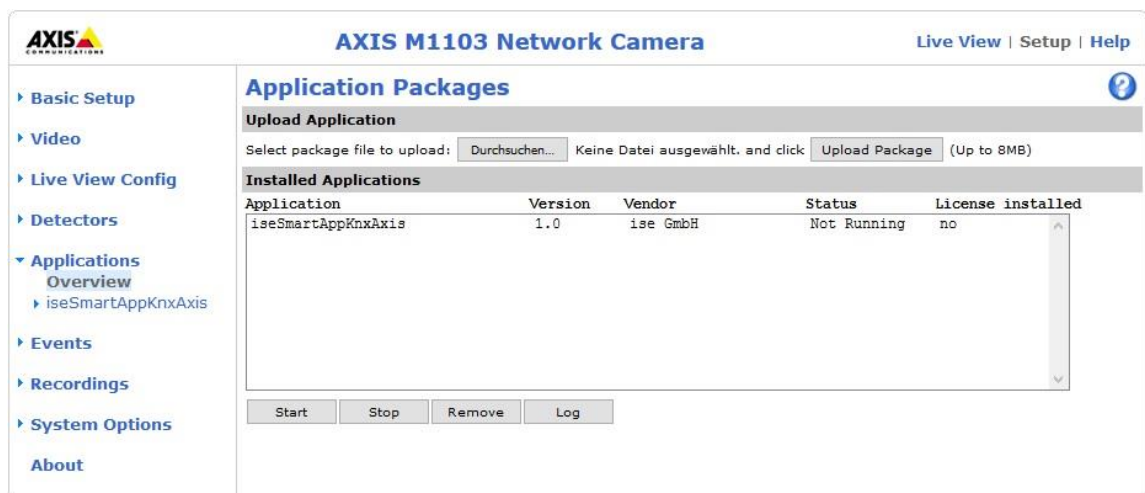 AXIS
COMMUNICATIONS
AXIS M1103 Network Camera
Live View | Setup | Help
Basic Setup
Video
Live View Config
Detectors
Applications
Overview
iseSmartAppKnxAxis
Events
Recordings
System Options
About
Application Packages
Upload Application
Select package file to upload: Durchsuchen... Keine Datei ausgewählt. and click Upload Package (Up to 8MB)
Installed Applications
Application Version Vendor Status License installed
iseSmartAppKnxAxis 1.0 ise GmbH Not Running no
Start Stop Remove Log